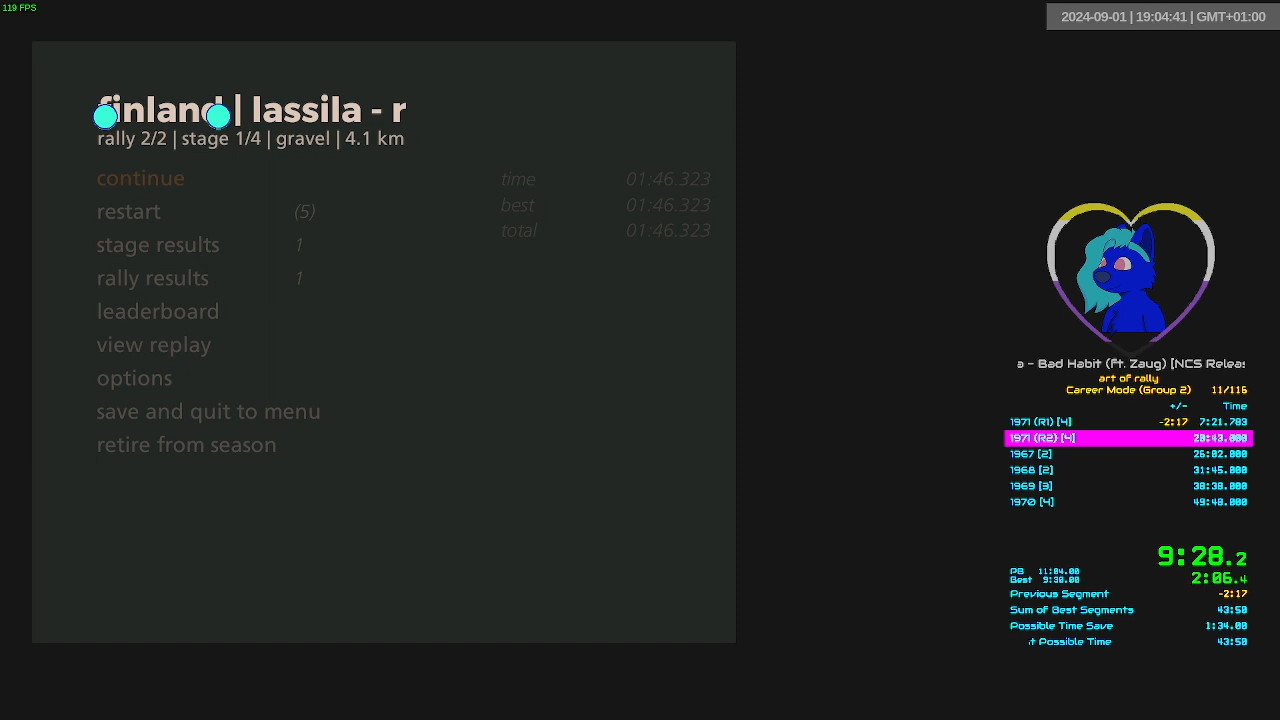 119 FPS
2024-09-01 | 19:04:41 | GMT+01:00
finland | lassila - r
rally 2/2 | stage 1/4 | gravel | 4.1 km
continue
restart (5)
stage results 1
rally results 1
leaderboard
view replay
options
save and quit to menu
retire from season
time 01:46.323
best 01:46.323
total 01:46.323
a - Bad Habit (ft. Zaug) [NCS Releas
art of rally
Career Mode (Group 2) 11/116
+/- Time
1971 (R1) [4] -2:17 7:21.703
1971 (R2) [4] 20:43.000
1967 [2] 26:02.000
1968 [2] 31:45.000
1969 [3] 38:38.000
1970 [4] 49:48.000
9:28.2
PB 11:04.00
Best 9:30.00
2:06.4
Previous Segment -2:17
Sum of Best Segments 43:50
Possible Time Save 1:34.00
t Possible Time 43:50